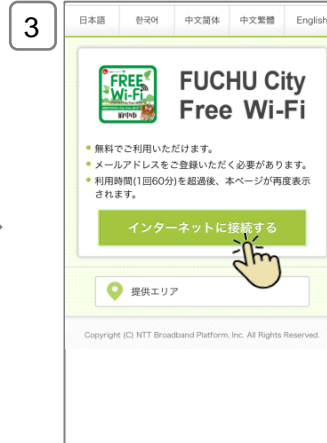 3
日本語 한국어 中文简体 中文繁體 English
FREE
Wi-Fi
府中市
FUCHU City
Free Wi-Fi
無料でご利用いただけます。
メールアドレスをご登録いただく必要があります。
利用時間(1回60分)を超過後、本ページが再度表示
されます。
インターネットに接続する
提供エリア
Copyright (C) NTT Broadband Platform, Inc. All Rights Reserved.